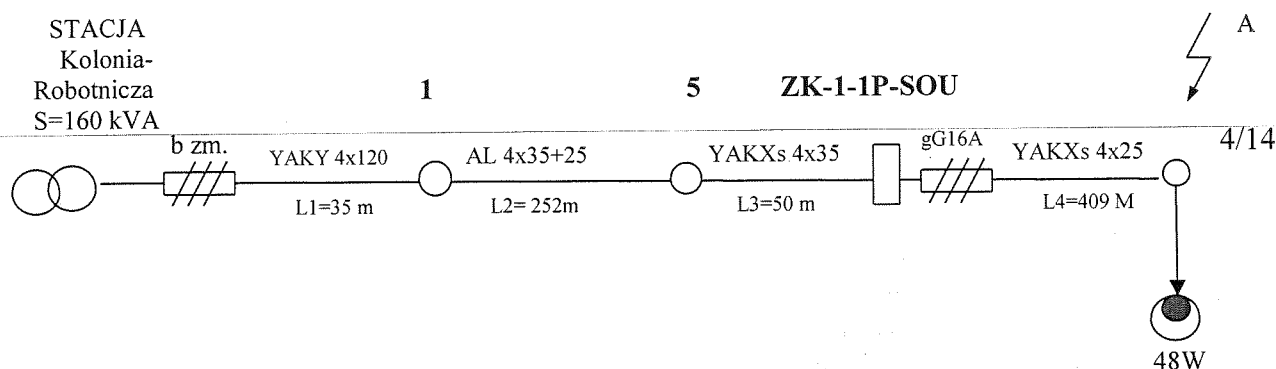 STACJA
Kolonia-
Robotnicza
S=160 kVA
1
5
ZK-1-1P-SOU
A
4/14
b zm.
YAKY 4x120
L1=35 m
AL 4x35+25
L2= 252m
YAKXs 4x35
L3=50 m
gG16A
YAKXs 4x25
L4=409 M
48W